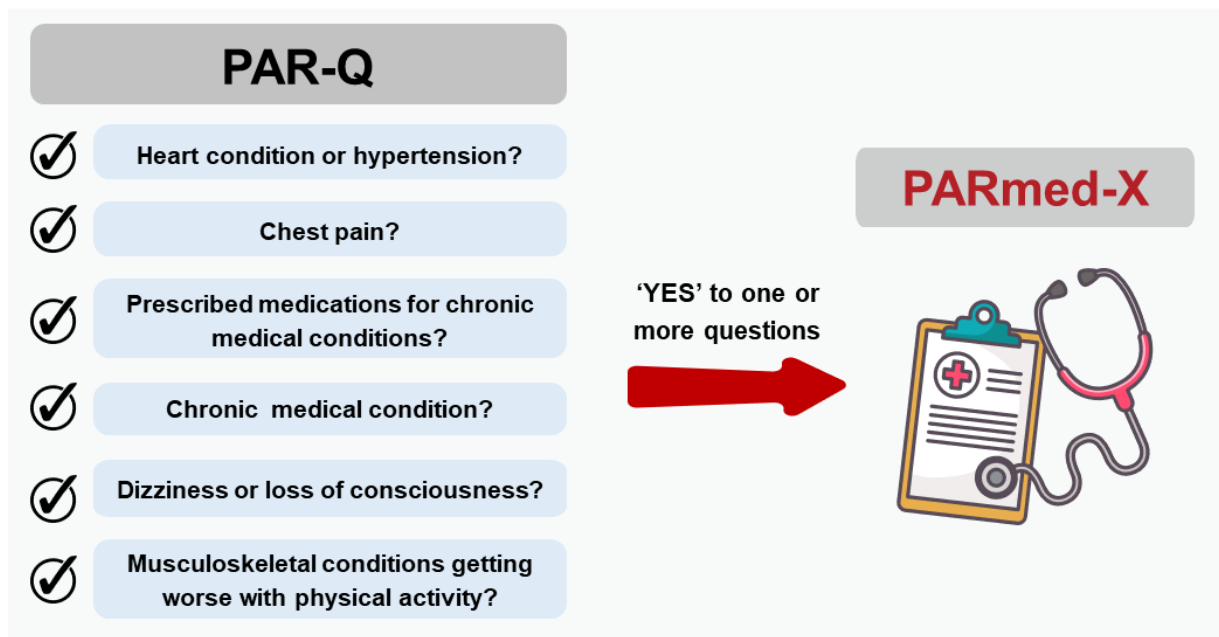 PAR-Q
Heart condition or hypertension?
Chest pain?
Prescribed medications for chronic
medical conditions?
Chronic medical condition?
Dizziness or loss of consciousness?
Musculoskeletal conditions getting
worse with physical activity?
‘YES’ to one or
more questions
PARmed-X